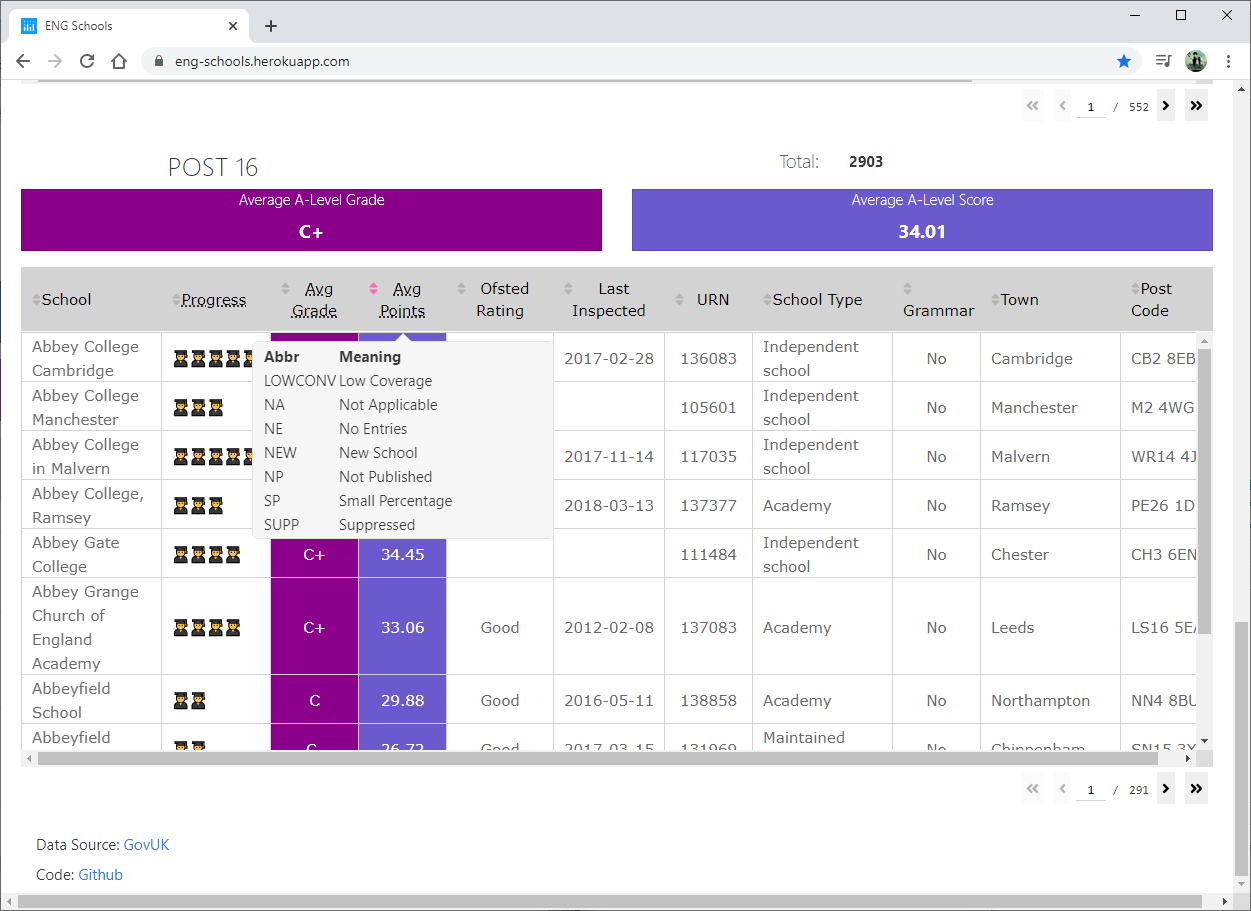 ENG Schools
eng-schools.herokuapp.com
1 / 552
POST 16
Total: 2903
Average A-Level Grade
C+
Average A-Level Score
34.01
School Progress Avg Grade Avg Points Ofsted Rating Last Inspected URN School Type Grammar Town Post Code
Abbr Meaning
LOWCONV Low Coverage
NA Not Applicable
NE No Entries
NEW New School
NP Not Published
SP Small Percentage
SUPP Suppressed
Abbey College Cambridge 2017-02-28 136083 Independent school No Cambridge CB2 8EB
Abbey College Manchester 105601 Independent school No Manchester M2 4WG
Abbey College in Malvern 2017-11-14 117035 Independent school No Malvern WR14 4J
Abbey College, Ramsey 2018-03-13 137377 Academy No Ramsey PE26 1D
Abbey Gate College C+ 34.45 111484 Independent school No Chester CH3 6EN
Abbey Grange Church of England Academy C+ 33.06 Good 2012-02-08 137083 Academy No Leeds LS16 5EA
Abbeyfield School C 29.88 Good 2016-05-11 138858 Academy No Northampton NN4 8BU
Abbeyfield C- 26.72 Good 2017-03-15 131969 Maintained No Chippenham SN15 3X
1 / 291
Data Source: GovUK
Code: Github